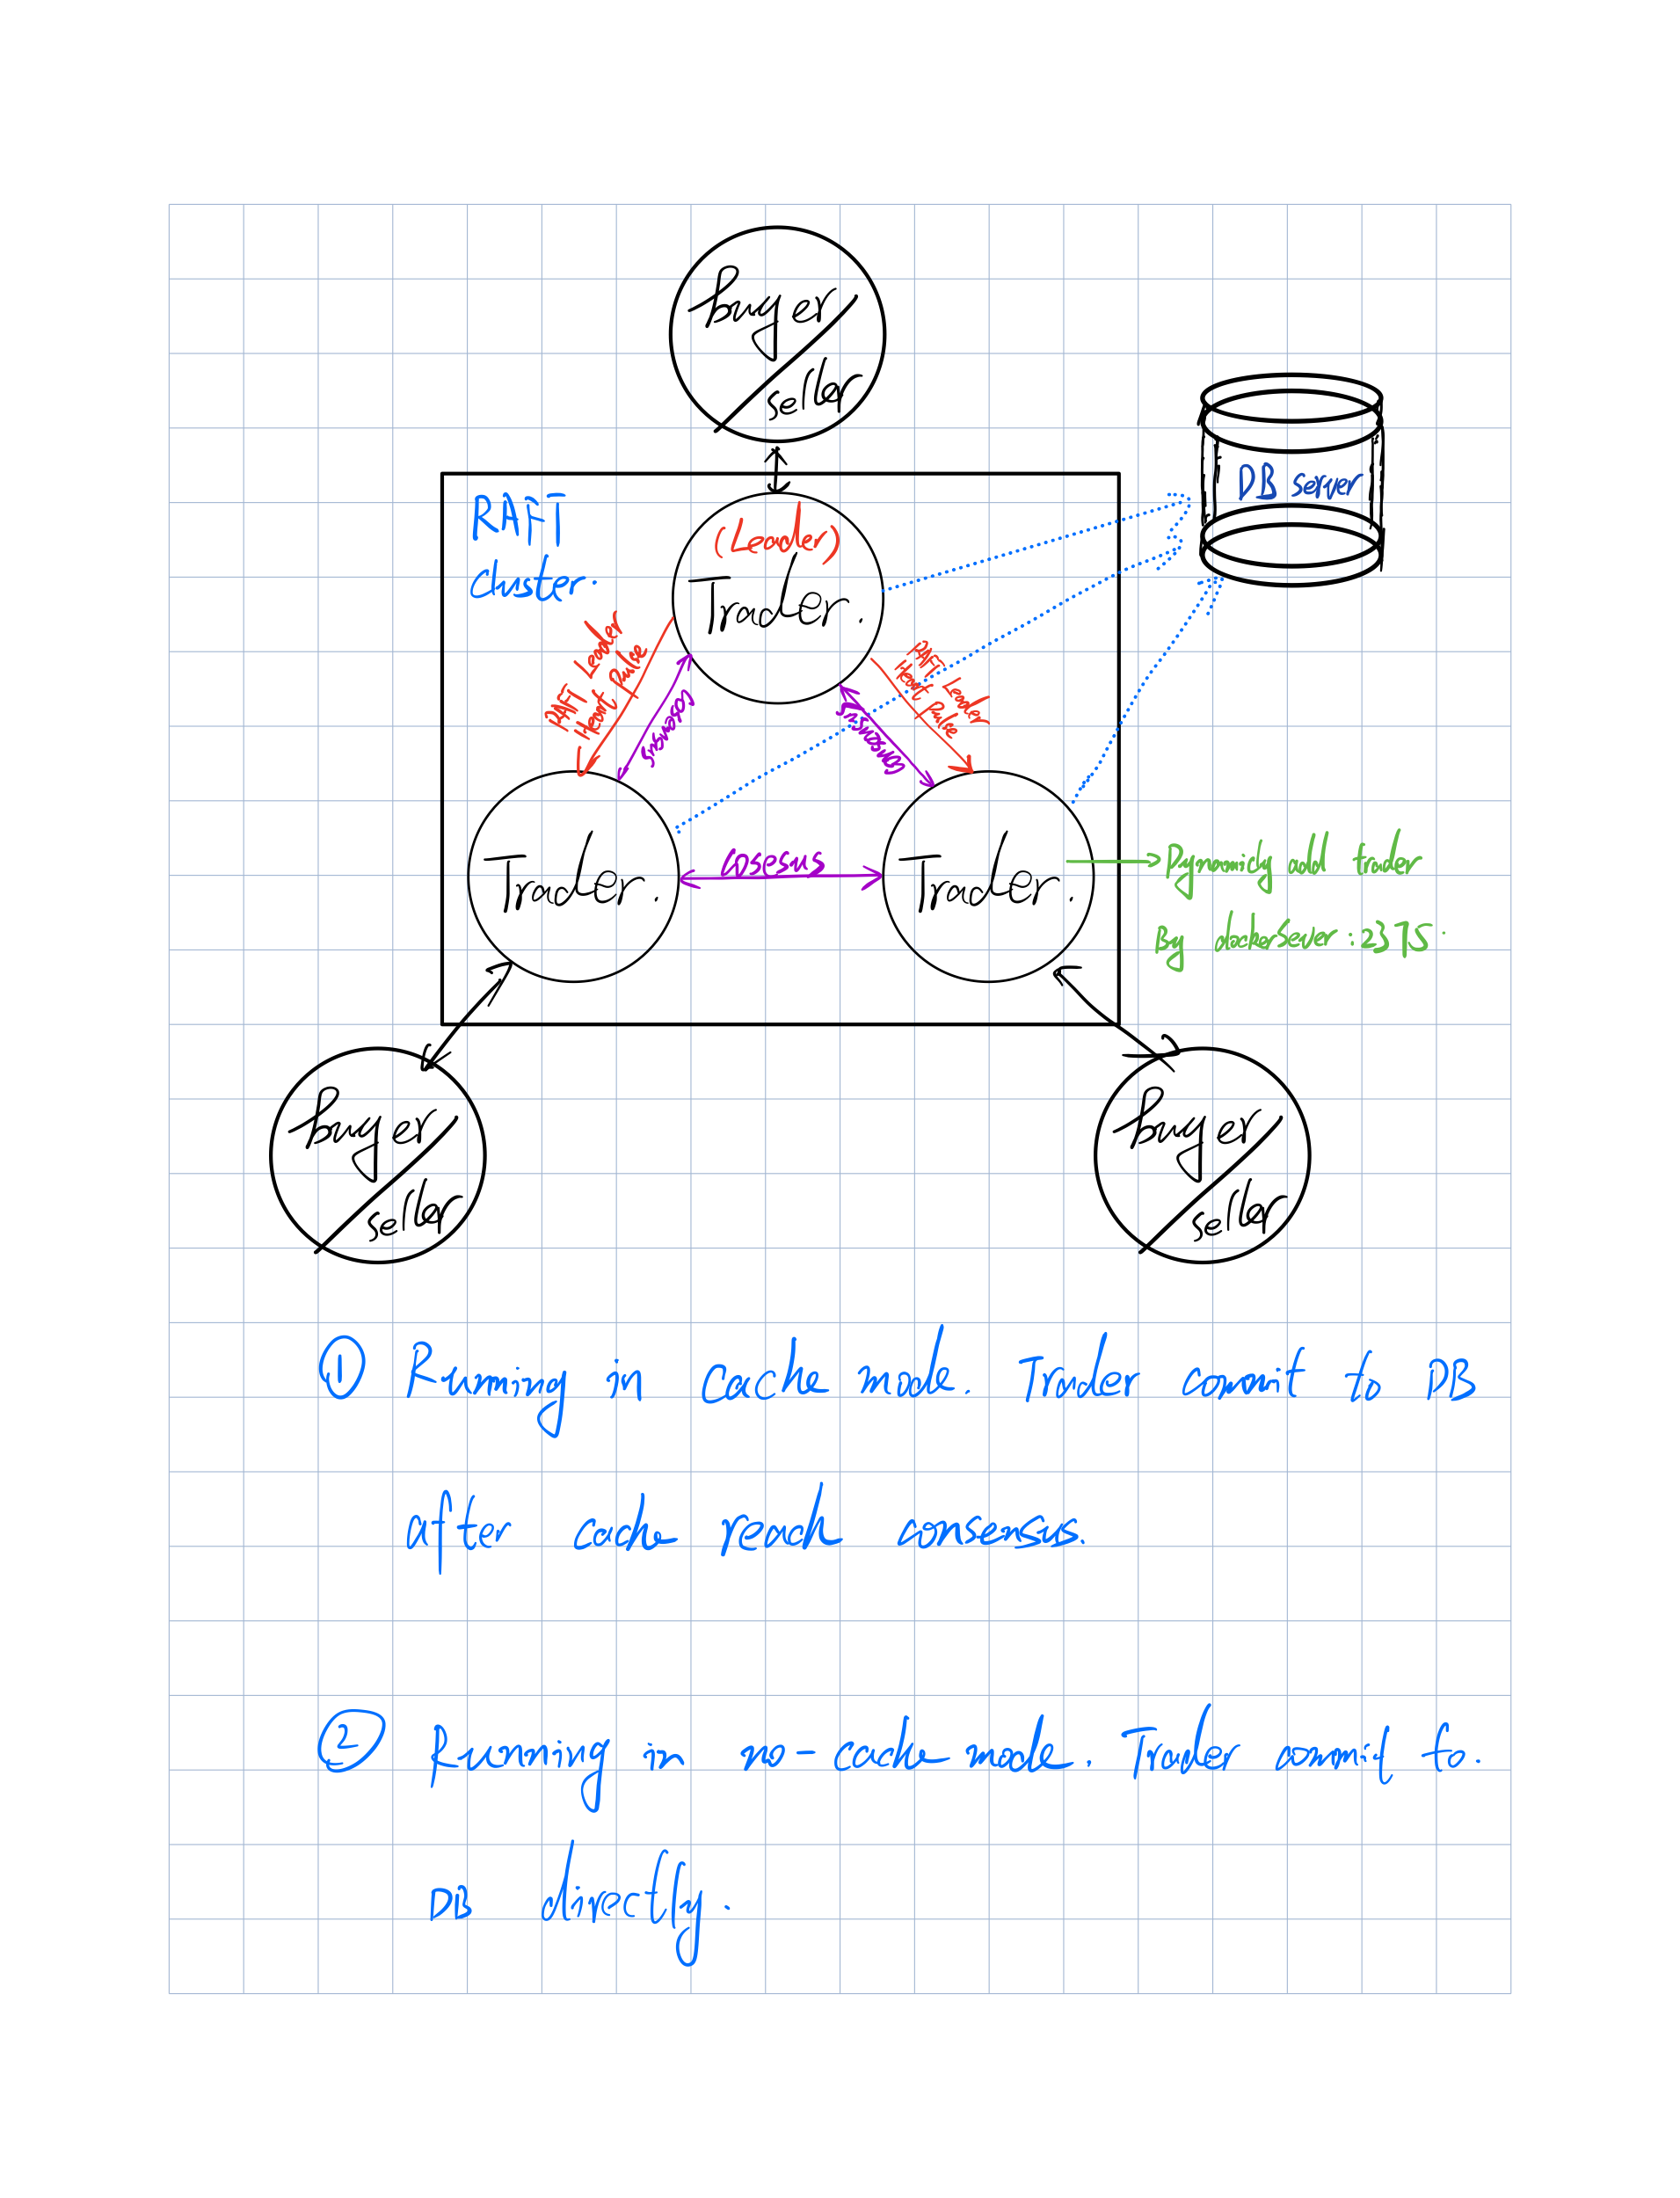 buyer
seller
RAFT
cluster.
DB server
(Leader)
Trader.
RAFT Leader
Heart Pulse
RAFT Leader
Heart Pulse
consensus
Trader.
cosesus
Trader.
Dynamicly add trader
By dockerSever:2375.
buyer
seller
buyer
seller
① Running in cache mode. Trader commit to DB
after cache reach consensus.
② Running in no-cache mode. Trader commit to.
DB directly.